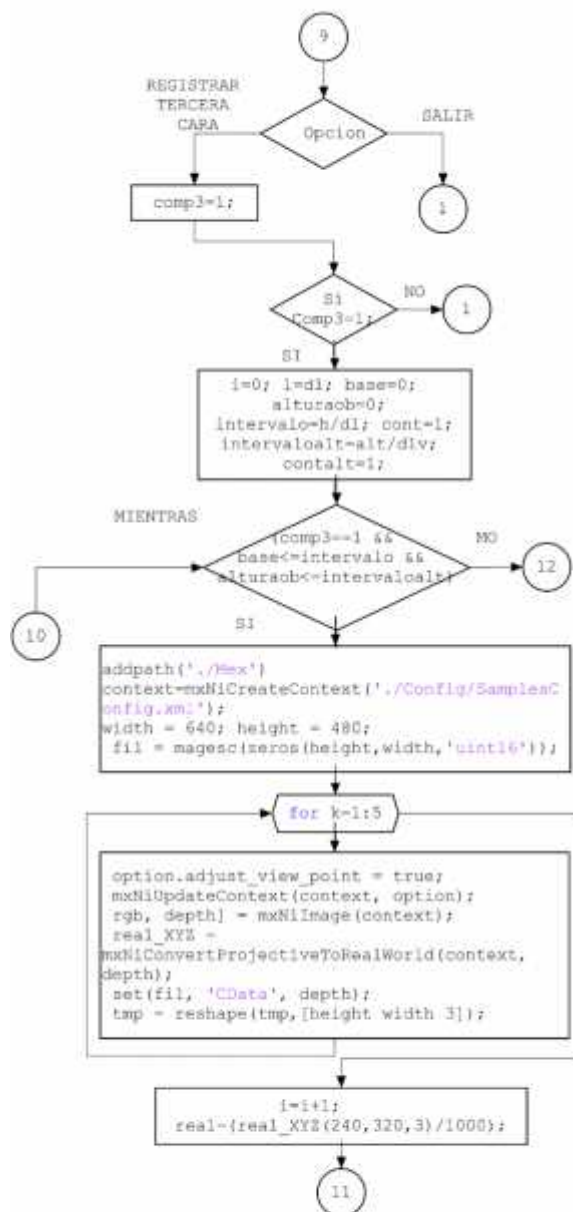 9
REGISTRAR
TERCERA
CARA
Opcion
SALIR
comp3=1;
1
Si
Comp3=1;
NO
1
SI
i=0; l=dl; base=0;
alturaob=0;
intervalo=h/dl; cont=1;
intervaloalt=alt/dlv;
contalt=1;
MIENTRAS
(comp3==1 &&
base<=intervalo &&
alturaob<=intervaloalt)
MO
12
10
SI
addpath('./Mex')
context=mxNiCreateContext('./Config/SamplesC
onfig.xml');
width = 640; height = 480;
fil = magesc(zeros(height,width,'uint16'));
for k=1:5
option.adjust_view_point = true;
mxNiUpdateContext(context, option);
rgb, depth] = mxNiImage(context);
real_XYZ =
mxNiConvertProjectiveToRealWorld(context,
depth);
set(fil, 'CData', depth);
tmp = reshape(tmp,[height width 3]);
i=i+1;
real=(real_XYZ(240,320,3)/1000);
11